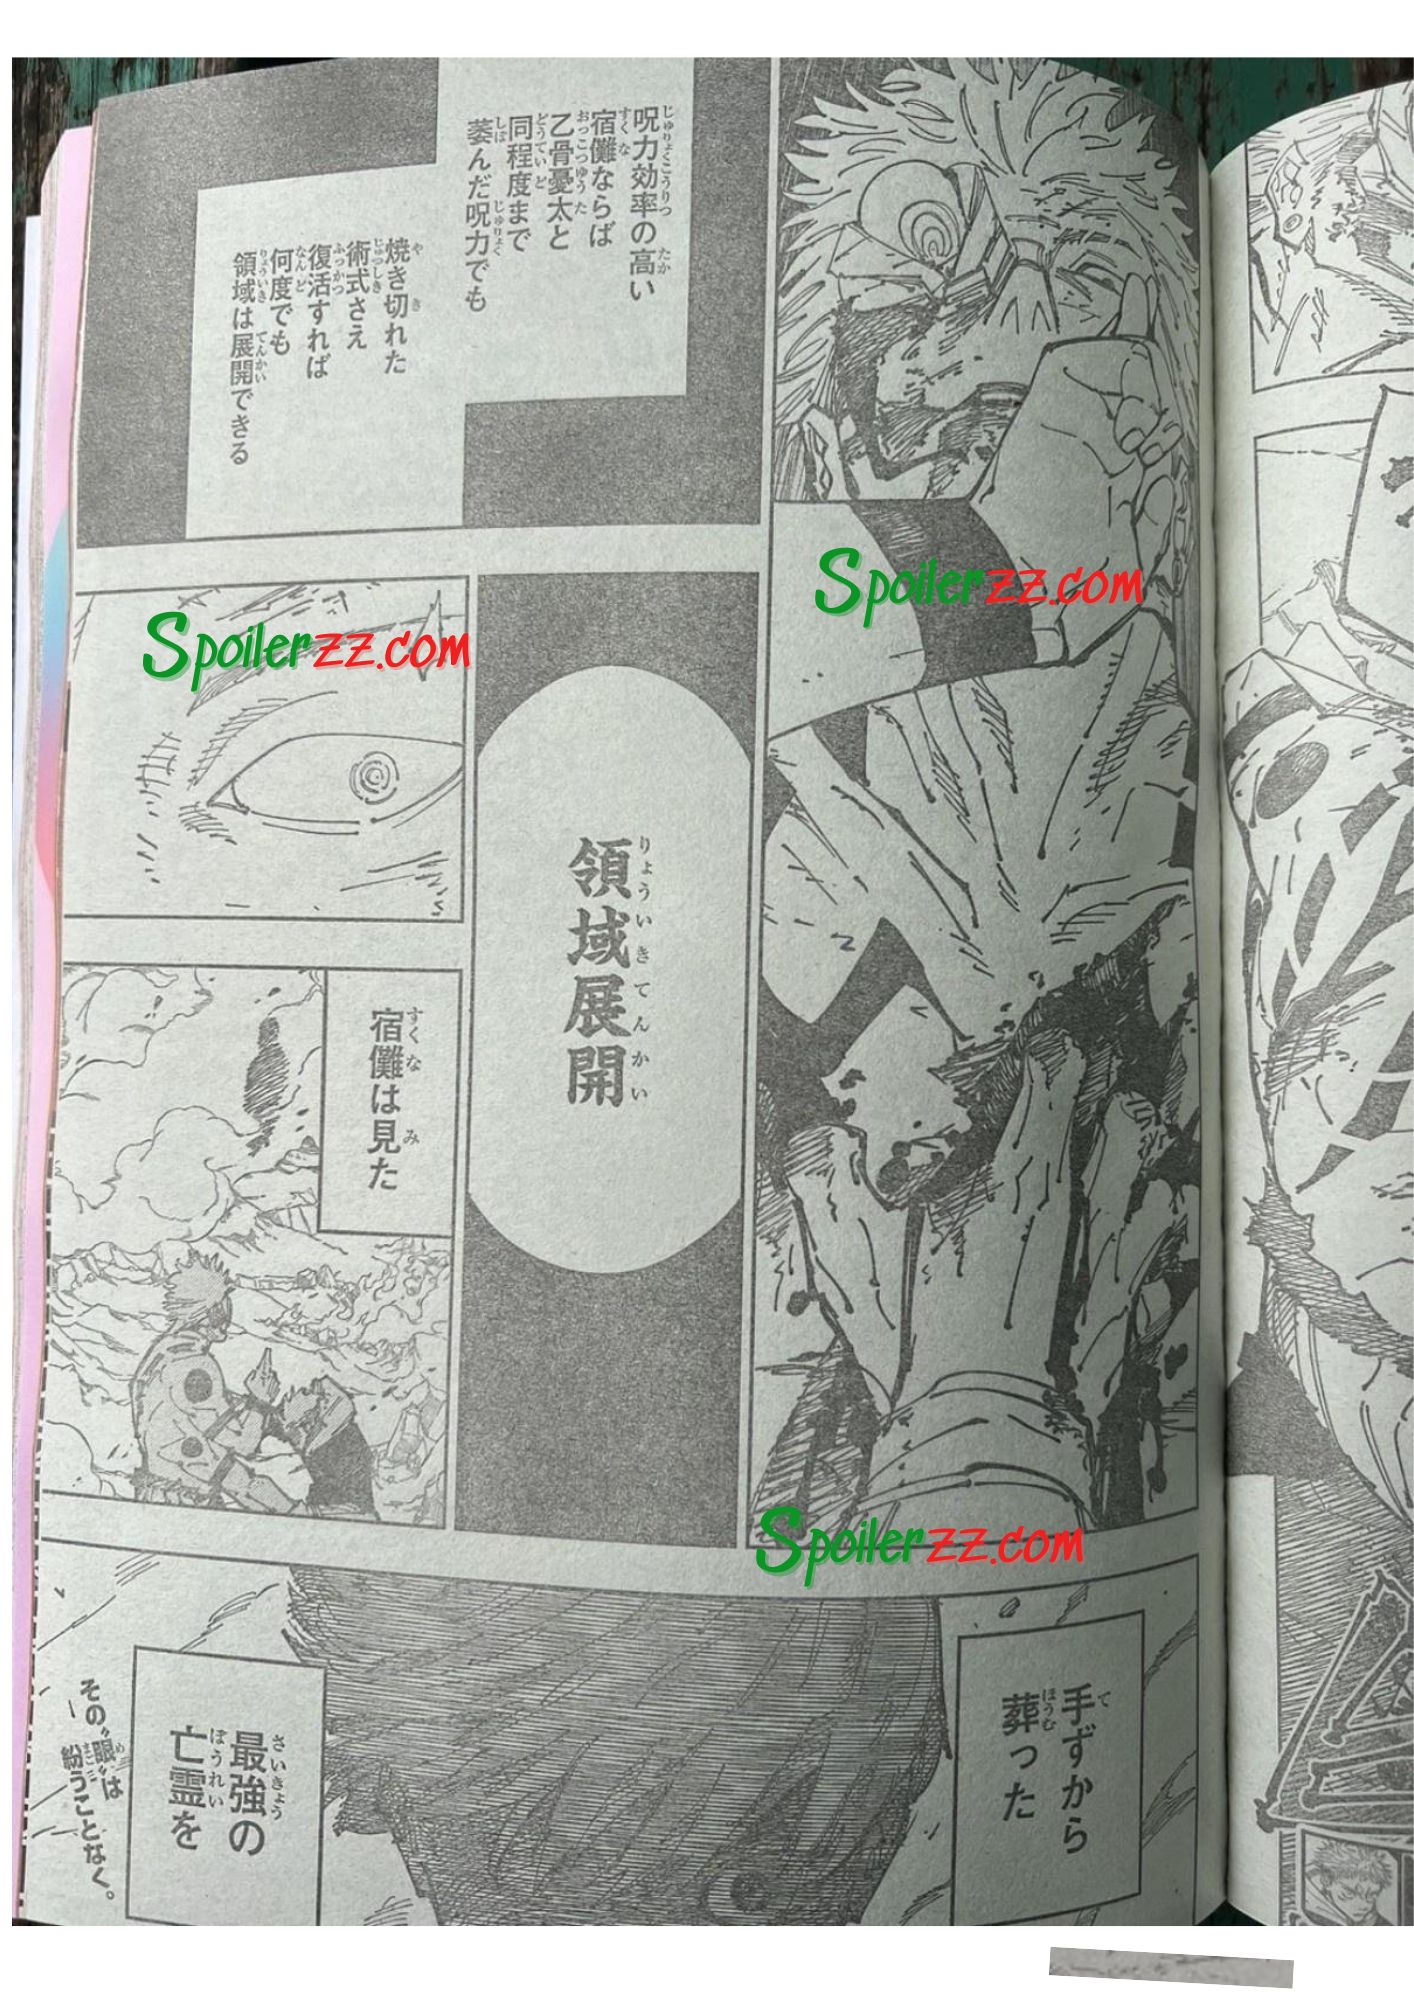 呪力効率の高い
宿儺ならば
乙骨憂太と
同程度まで
萎んだ呪力でも
焼き切れた
術式さえ
復活すれば
何度でも
領域は展開できる
Spoilerzz.com
Spoilerzz.com
領域展開
宿儺は見た
Spoilerzz.com
手ずから
葬った
最強の
亡霊を
その〝眼〟は
紛うことなく。